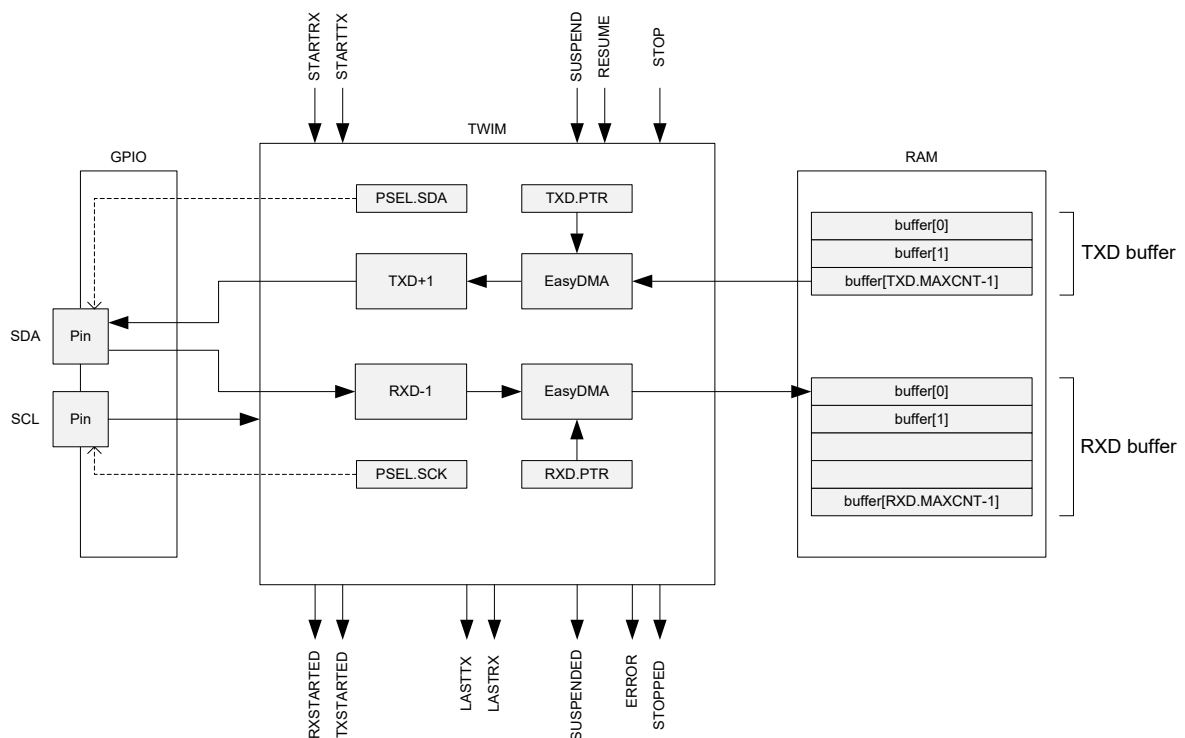 STARTRX
STARTTX
SUSPEND
RESUME
STOP
TWIM
GPIO
RAM
PSEL.SDA
TXD.PTR
buffer[0]
buffer[1]
buffer[TXD.MAXCNT-1]
TXD buffer
TXD+1
EasyDMA
SDA
Pin
RXD-1
EasyDMA
buffer[0]
buffer[1]
buffer[RXD.MAXCNT-1]
RXD buffer
SCL
Pin
PSEL.SCK
RXD.PTR
RXSTARTED
TXSTARTED
LASTTX
LASTRX
SUSPENDED
ERROR
STOPPED